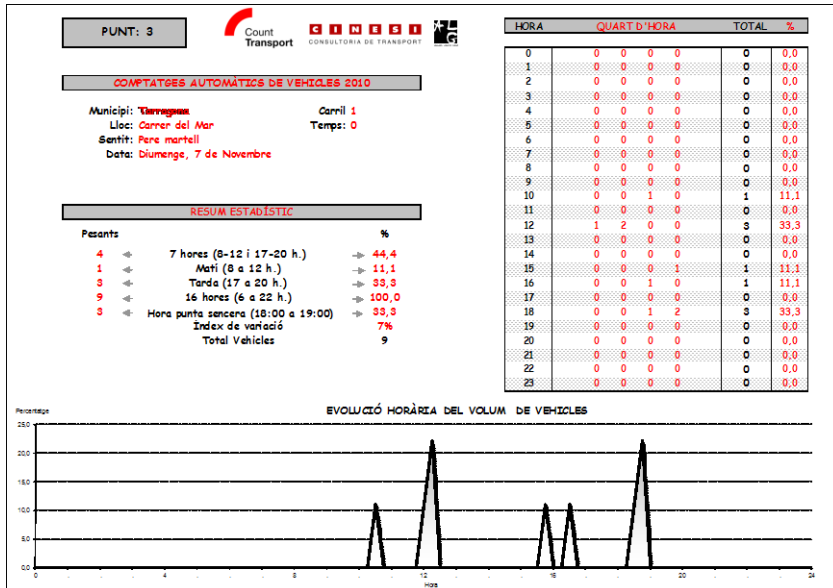 PUNT: 3
Count
Transport
CINESI
CONSULTORIA DE TRANSPORT
COMPTATGES AUTOMÀTICS DE VEHICLES 2010
Municipi: Carril 1
Lloc: Carrer del Mar Temps: 0
Sentit: Pere martell
Data: Diumenge, 7 de Novembre
RESUM ESTADÍSTIC
Pesants %
4 7 hores (8-12 i 17-20 h.) 44,4
1 Matí (8 a 12 h.) 11,1
3 Tarda (17 a 20 h.) 33,3
9 16 hores (6 a 22 h.) 100,0
3 Hora punta sencera (18:00 a 19:00) 33,3
Índex de variació 7%
Total Vehicles 9
HORA QUART D'HORA TOTAL %
0 0 0 0 0 0 0,0
1 0 0 0 0 0 0,0
2 0 0 0 0 0 0,0
3 0 0 0 0 0 0,0
4 0 0 0 0 0 0,0
5 0 0 0 0 0 0,0
6 0 0 0 0 0 0,0
7 0 0 0 0 0 0,0
8 0 0 0 0 0 0,0
9 0 0 0 0 0 0,0
10 0 0 1 0 1 11,1
11 0 0 0 0 0 0,0
12 1 2 0 0 3 33,3
13 0 0 0 0 0 0,0
14 0 0 0 0 0 0,0
15 0 0 0 1 1 11,1
16 0 0 1 0 1 11,1
17 0 0 0 0 0 0,0
18 0 0 1 2 3 33,3
19 0 0 0 0 0 0,0
20 0 0 0 0 0 0,0
21 0 0 0 0 0 0,0
22 0 0 0 0 0 0,0
23 0 0 0 0 0 0,0
EVOLUCIÓ HORÀRIA DEL VOLUM DE VEHICLES
Percentatge
25,0
20,0
15,0
10,0
5,0
0,0
0 2 4 6 8 10 12 14 16 18 20 22 24
Hora